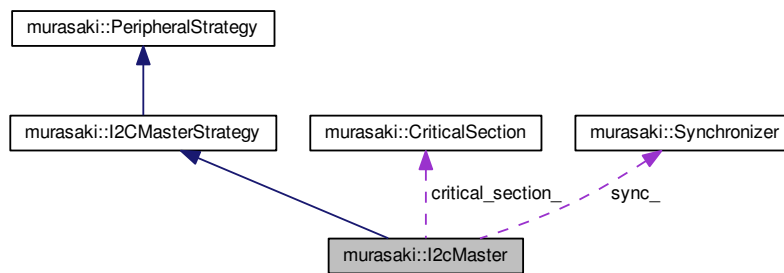 murasaki::PeripheralStrategy
murasaki::I2CMasterStrategy
murasaki::CriticalSection
murasaki::Synchronizer
critical_section_
sync_
murasaki::I2cMaster